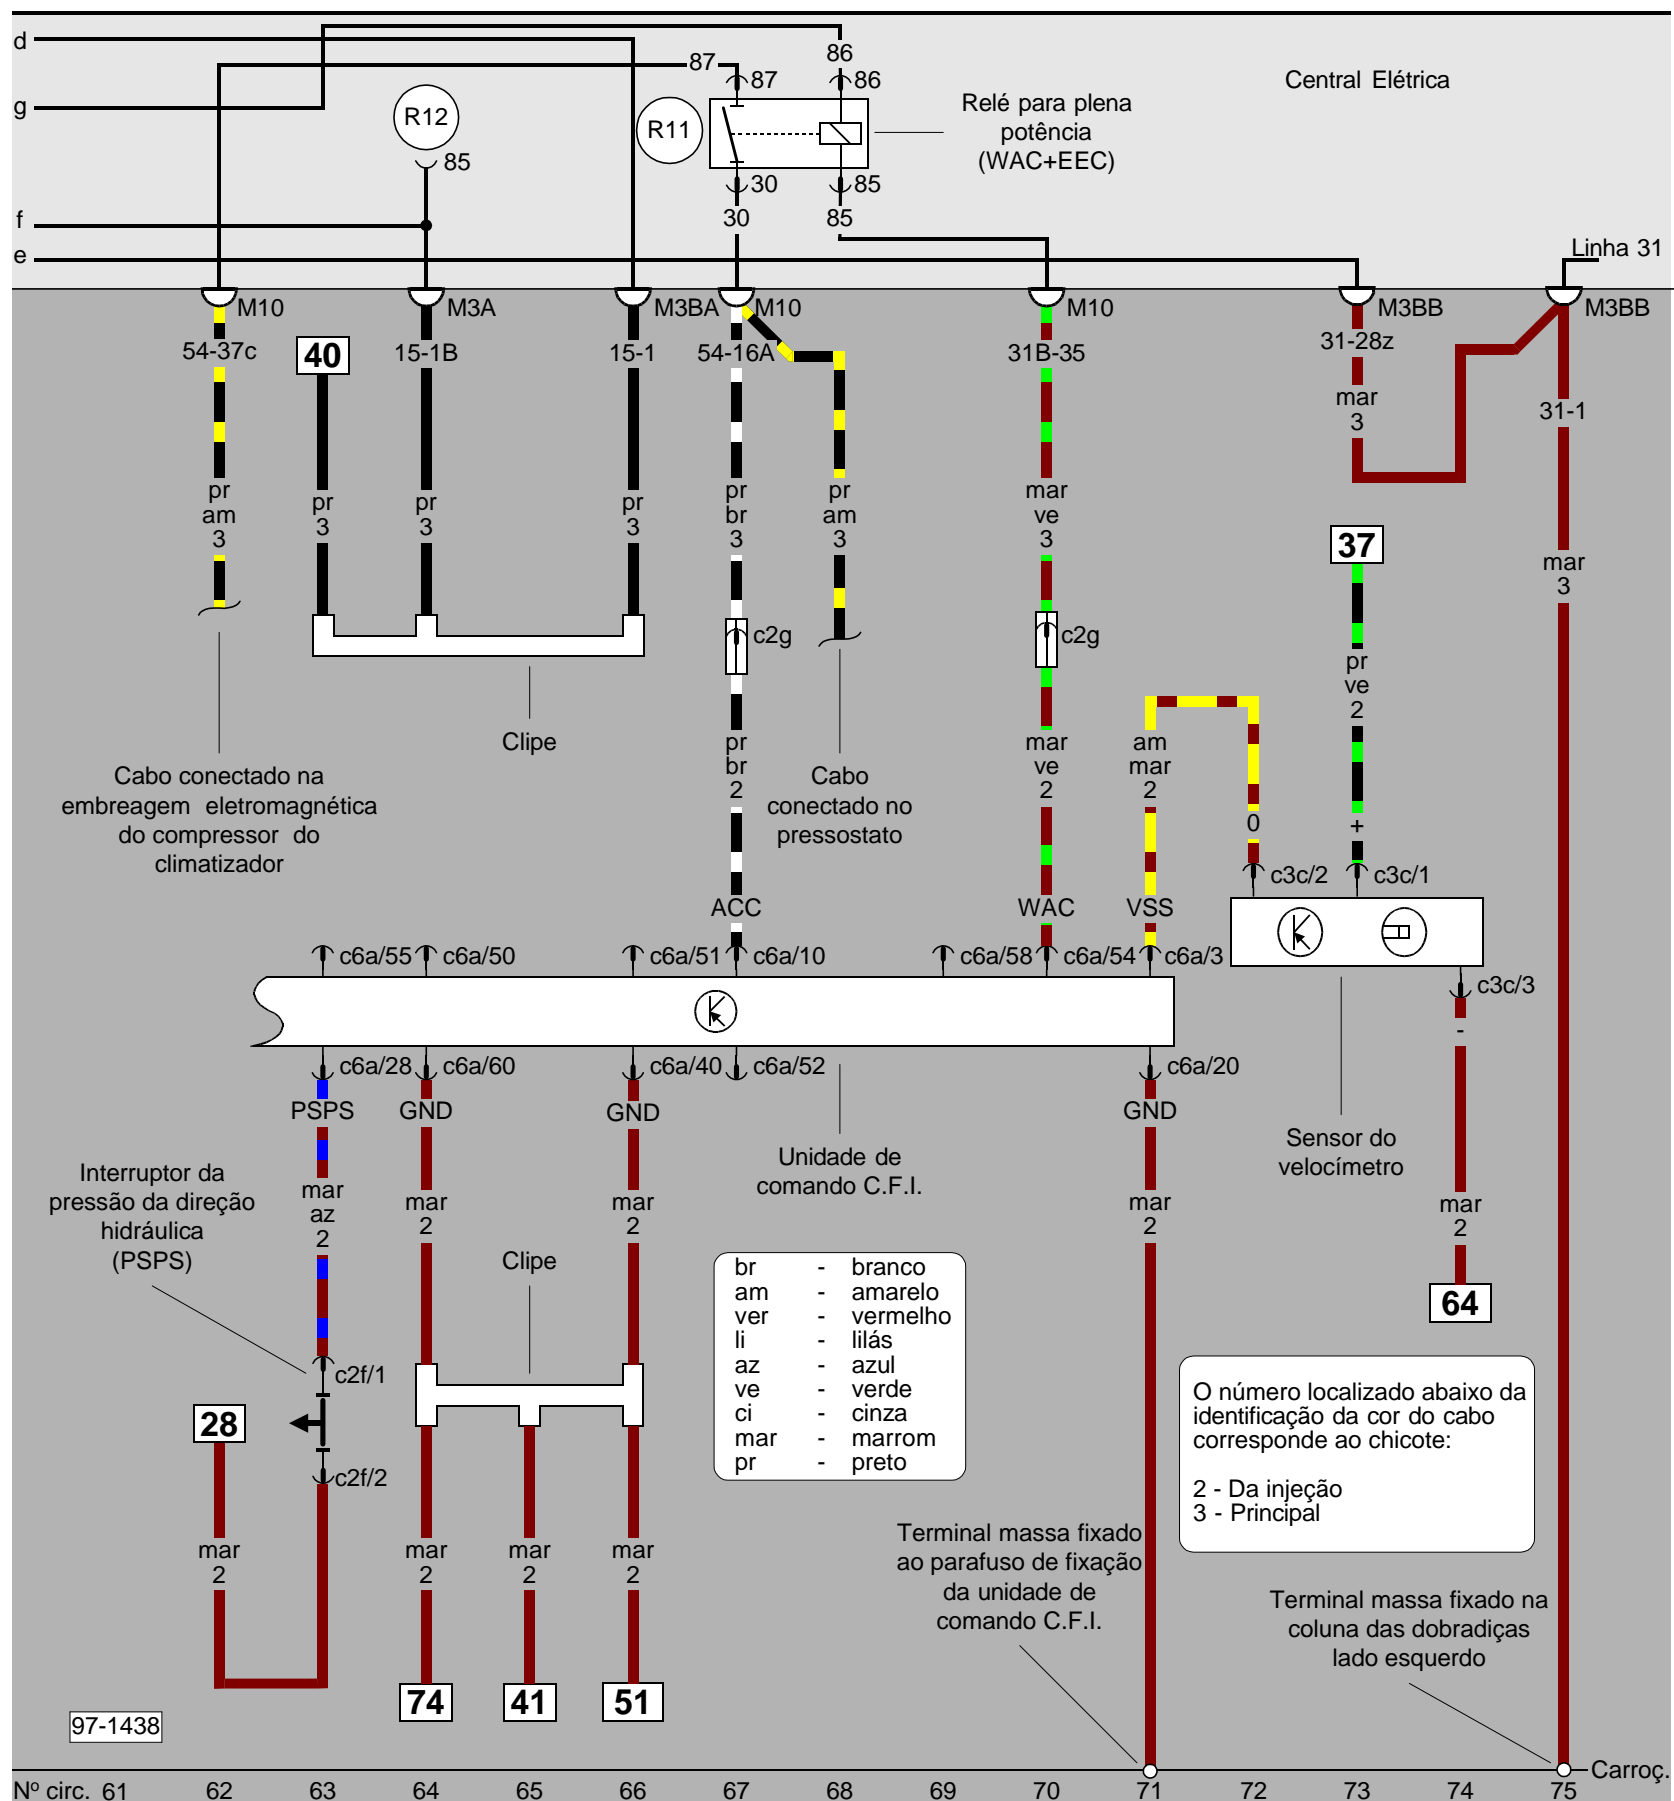 d
g
f
e
R12
85
87
87
R11
86
86
30
30
85
85
Central Elétrica
Relé para plena
potência
(WAC+EEC)
Linha 31
M10
M3A
M3BA
M10
M10
M3BB
M3BB
54-37c
40
15-1B
15-1
54-16A
31B-35
31-28z
31-1
mar
3
pr
am
3
pr
3
pr
3
pr
3
pr
br
3
pr
am
3
mar
ve
3
37
mar
3
c2g
c2g
pr
ve
2
Clipe
pr
br
2
mar
ve
2
am
mar
2
Cabo conectado na
embreagem eletromagnética
do compressor do
climatizador
Cabo
conectado no
pressostato
0
+
c3c/2
c3c/1
ACC
WAC
VSS
c6a/55
c6a/50
c6a/51
c6a/10
c6a/58
c6a/54
c6a/3
c3c/3
-
c6a/28
c6a/60
c6a/40
c6a/52
c6a/20
PSPS
GND
GND
GND
Sensor do
velocímetro
Unidade de
comando C.F.I.
Interruptor da
pressão da direção
hidráulica
(PSPS)
mar
az
2
mar
2
mar
2
mar
2
mar
2
Clipe
br - branco
am - amarelo
ver - vermelho
li - lilás
az - azul
ve - verde
ci - cinza
mar - marrom
pr - preto
64
c2f/1
28
c2f/2
O número localizado abaixo da
identificação da cor do cabo
corresponde ao chicote:
2 - Da injeção
3 - Principal
mar
2
mar
2
mar
2
mar
2
Terminal massa fixado
ao parafuso de fixação
da unidade de
comando C.F.I.
Terminal massa fixado na
coluna das dobradiças
lado esquerdo
74
41
51
97-1438
Carroç.
Nº circ. 61 62 63 64 65 66 67 68 69 70 71 72 73 74 75